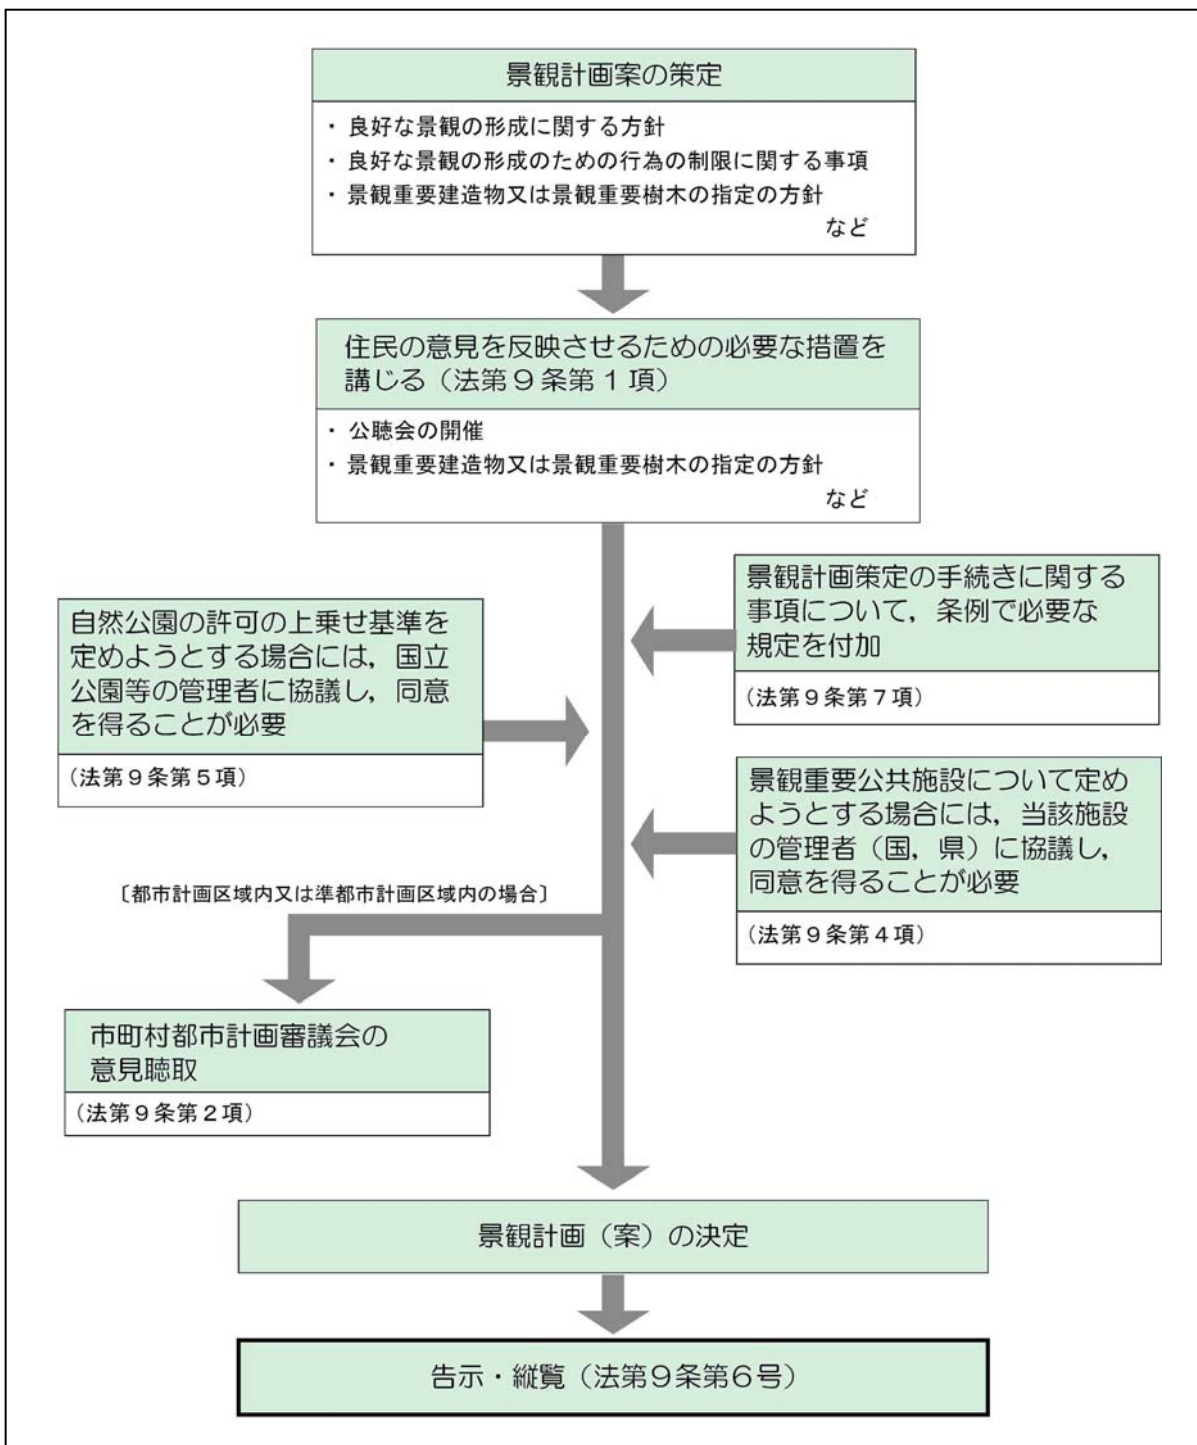 景観計画案の策定
・ 良好な景観の形成に関する方針
・ 良好な景観の形成のための行為の制限に関する事項
・ 景観重要建造物又は景観重要樹木の指定の方針
など
住民の意見を反映させるための必要な措置を
講じる（法第９条第１項）
・ 公聴会の開催
・ 景観重要建造物又は景観重要樹木の指定の方針
など
景観計画策定の手続きに関する
事項について，条例で必要な
規定を付加
（法第９条第７項）
自然公園の許可の上乗せ基準を
定めようとする場合には，国立
公園等の管理者に協議し，同意
を得ることが必要
（法第９条第５項）
景観重要公共施設について定め
ようとする場合には，当該施設
の管理者（国，県）に協議し，
同意を得ることが必要
（法第９条第４項）
〔都市計画区域内又は準都市計画区域内の場合〕
市町村都市計画審議会の
意見聴取
（法第９条第２項）
景観計画（案）の決定
告示・縦覧（法第９条第６号）